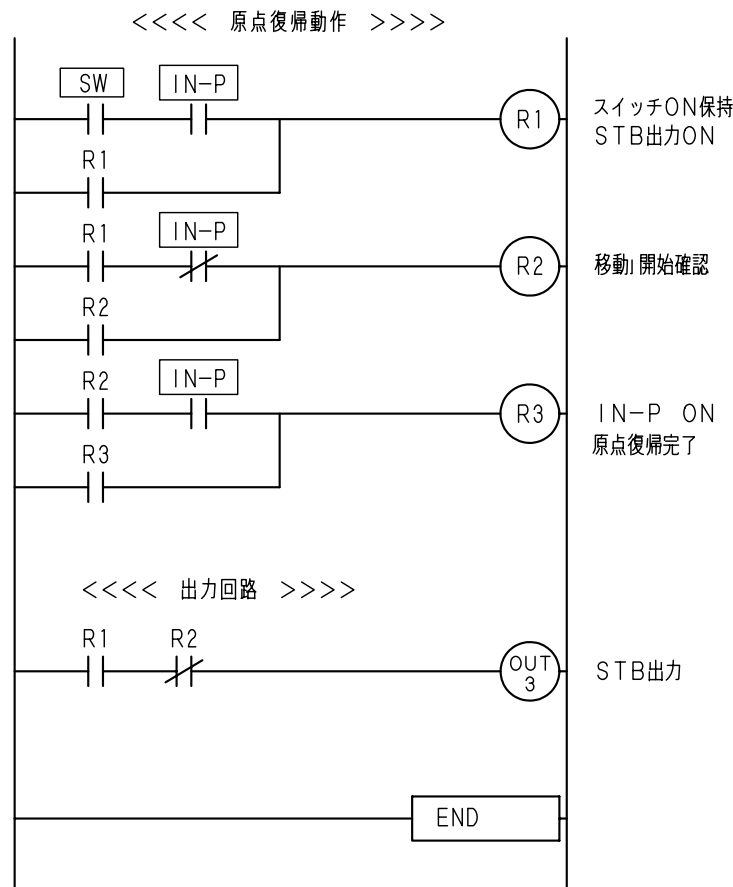 <<<< 原点復帰動作 >>>>
SW IN-P
R1 スイッチON保持
STB出力ON
R1
R1 IN-P
R2 移動」開始確認
R2
R2 IN-P
R3 IN-P ON
原点復帰完了
R3
<<<< 出力回路 >>>>
R1 R2
OUT
3
STB出力
END